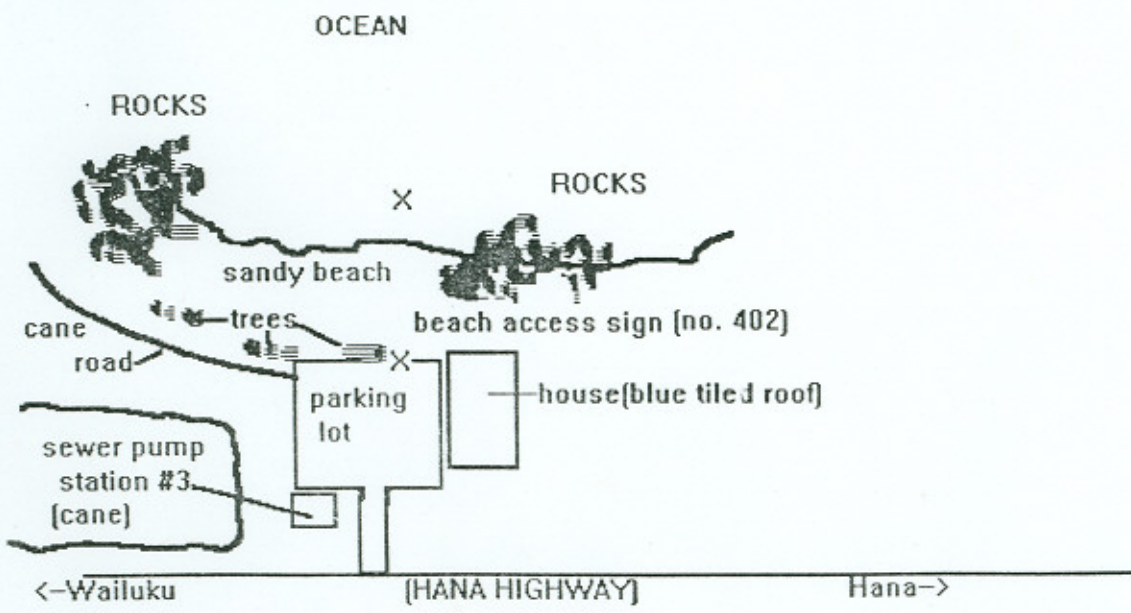 OCEAN
ROCKS
ROCKS
X
sandy beach
cane
road
trees
beach access sign (no. 402)
X
parking
lot
house(blue tiled roof)
sewer pump
station #3
(cane)
<-Wailuku
(HANA HIGHWAY)
Hana->